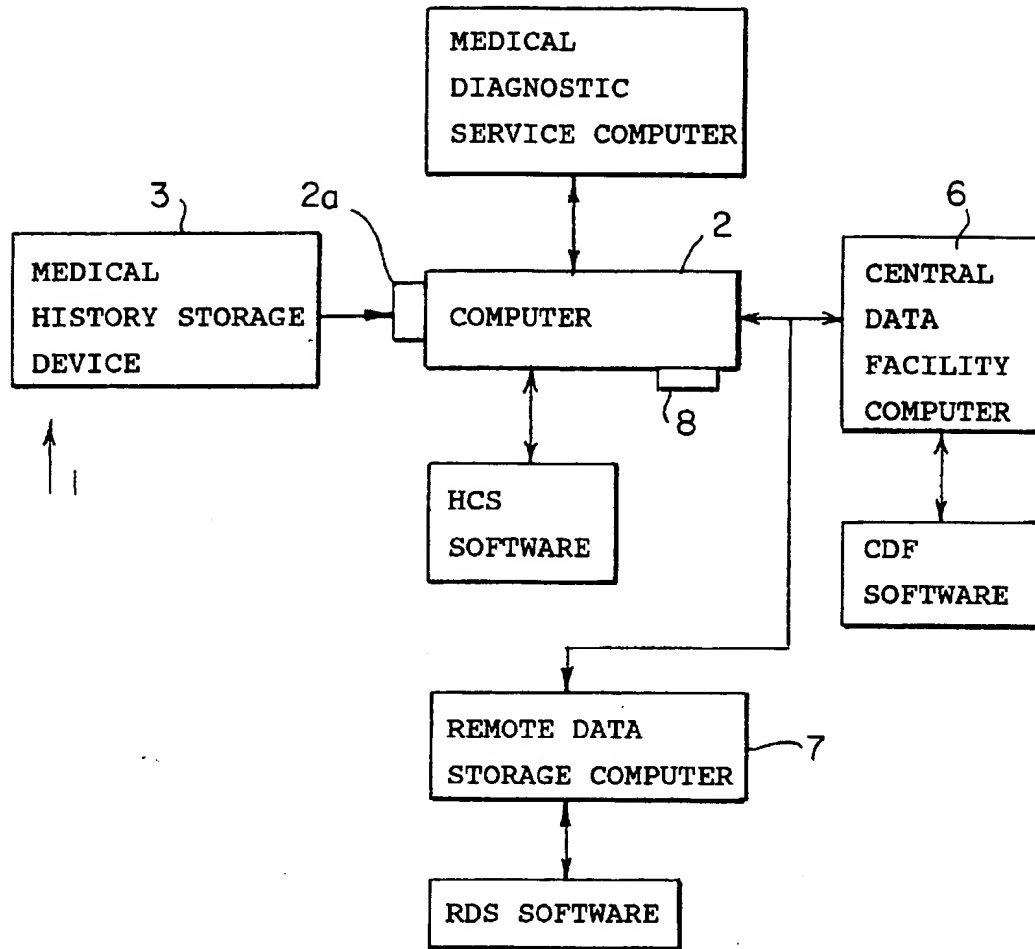 MEDICAL
DIAGNOSTIC
SERVICE COMPUTER
3
2a
2
6
MEDICAL
HISTORY STORAGE
DEVICE
COMPUTER
CENTRAL
DATA
FACILITY
COMPUTER
8
1
HCS
SOFTWARE
CDF
SOFTWARE
REMOTE DATA
STORAGE COMPUTER
7
RDS SOFTWARE